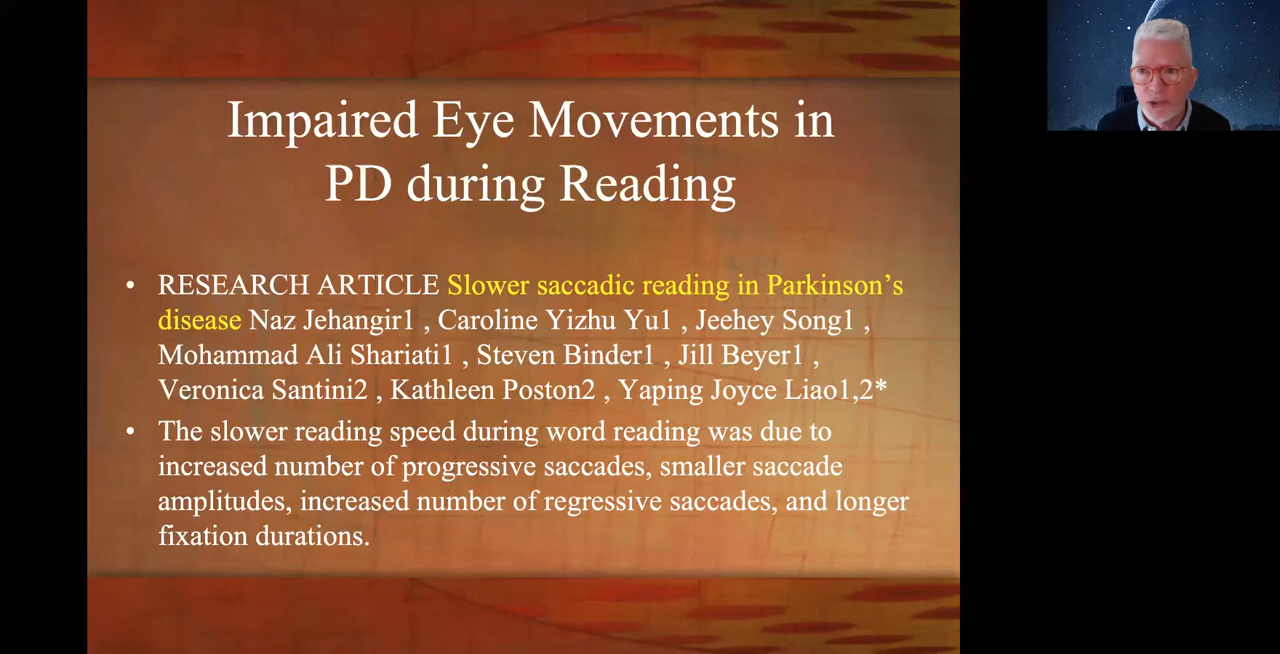 Impaired Eye Movements in
PD during Reading
• RESEARCH ARTICLE Slower saccadic reading in Parkinson’s
disease Naz Jehangir1 , Caroline Yizhu Yu1 , Jeehey Song1 ,
Mohammad Ali Shariati1 , Steven Binder1 , Jill Beyer1 ,
Veronica Santini2 , Kathleen Poston2 , Yaping Joyce Liao1,2*
• The slower reading speed during word reading was due to
increased number of progressive saccades, smaller saccade
amplitudes, increased number of regressive saccades, and longer
fixation durations.